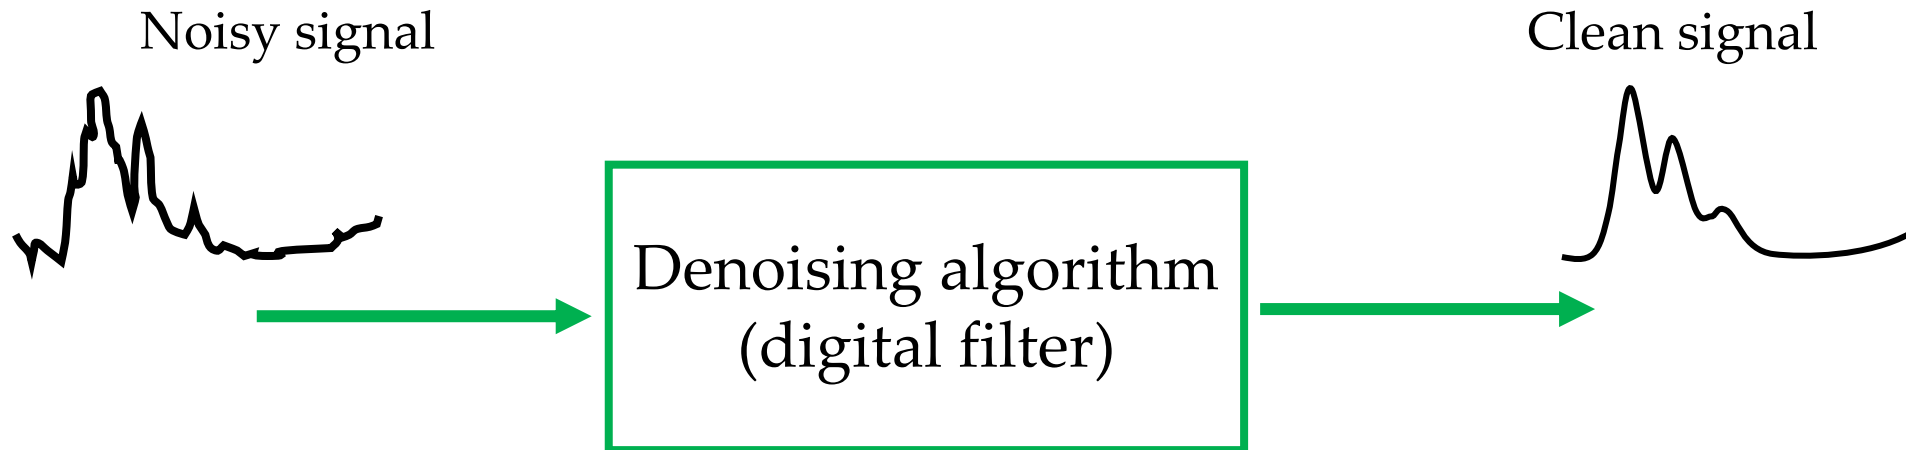 Noisy signal
Clean signal
Denoising algorithm
(digital filter)